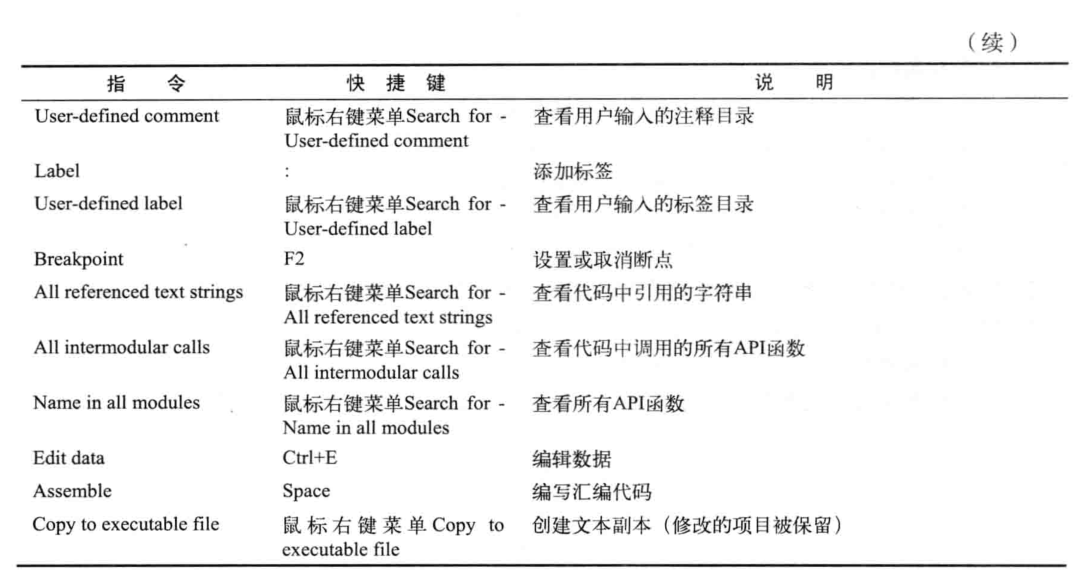 （续）
指 令 快 捷 键 说 明
User-defined comment 鼠标右键菜单Search for - 查看用户输入的注释目录
User-defined comment
Label : 添加标签
User-defined label 鼠标右键菜单Search for - 查看用户输入的标签目录
User-defined label
Breakpoint F2 设置或取消断点
All referenced text strings 鼠标右键菜单Search for - 查看代码中引用的字符串
All referenced text strings
All intermodular calls 鼠标右键菜单Search for - 查看代码中调用的所有API函数
All intermodular calls
Name in all modules 鼠标右键菜单Search for - 查看所有API函数
Name in all modules
Edit data Ctrl+E 编辑数据
Assemble Space 编写汇编代码
Copy to executable file 鼠标右键菜单Copy to 创建文本副本（修改的项目被保留）
executable file